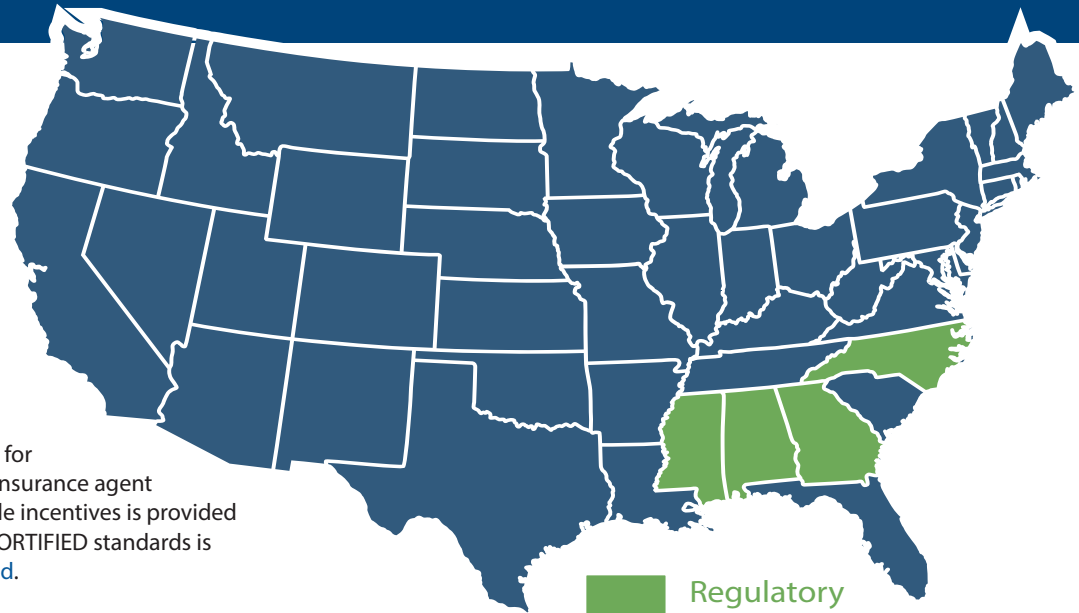 for
nsurance agent
le incentives is provided
ORTIFIED standards is
d.
Regulatory